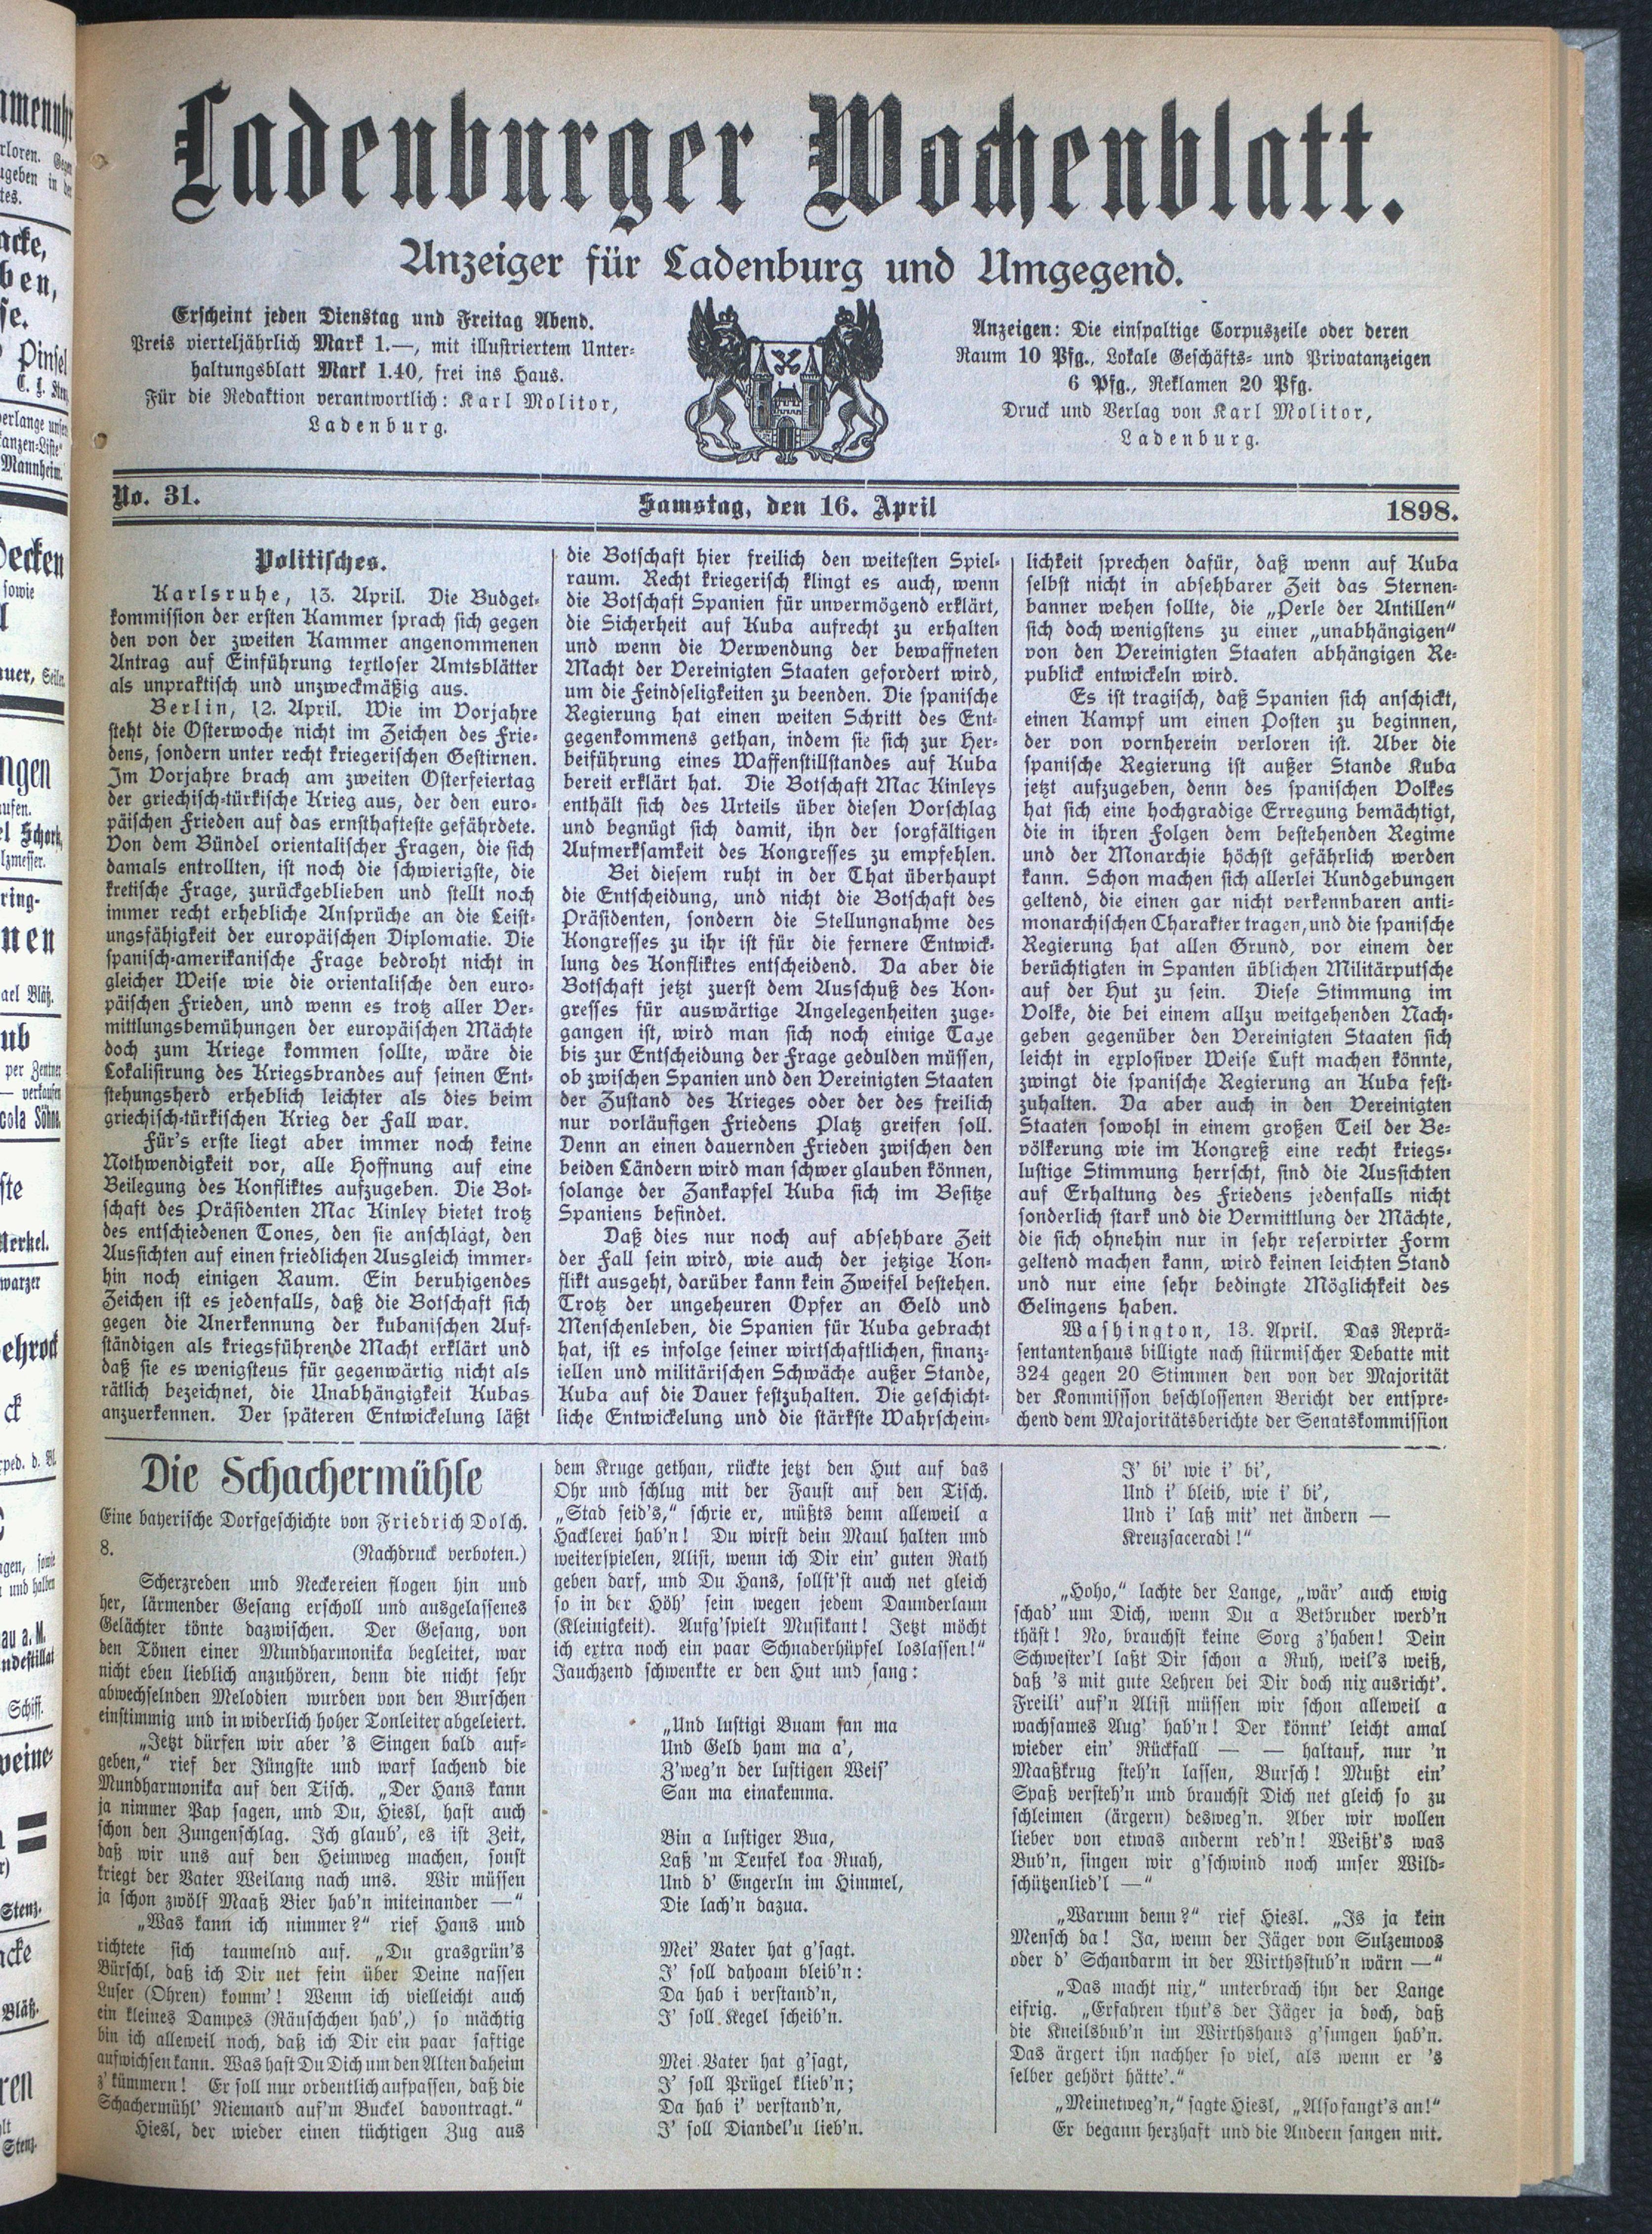 Ladenburger Wochenblatt.
Anzeiger für Ladenburg und Umgegend.
Erscheint jeden Dienstag und Freitag Abend.
Preis vierteljährlich Mark 1.—, mit illustriertem Unter-
haltungsblatt Mark 1.40, frei ins Haus.
Für die Redaktion verantwortlich: Karl Molitor,
Ladenburg.
Anzeigen: Die einspaltige Corpuszeile oder deren
Raum 10 Pfg., Lokale Geschäfts- und Privatanzeigen
6 Pfg., Reklamen 20 Pfg.
Druck und Verlag von Karl Molitor,
Ladenburg.
No. 31.
Samstag, den 16. April
1898.
Politisches.
Karlsruhe, 13. April. Die Budget-
kommission der ersten Kammer sprach sich gegen
den von der zweiten Kammer angenommenen
Antrag auf Einführung textloser Amtsblätter
als unpraktisch und unzweckmäßig aus.
Berlin, 12. April. Wie im Vorjahre
steht die Osterwoche nicht im Zeichen des Frie-
dens, sondern unter recht kriegerischen Gestirnen.
Im Vorjahre brach am zweiten Osterfeiertag
der griechisch-türkische Krieg aus, der den euro-
päischen Frieden auf das ernsthafteste gefährdete.
Von dem Bündel orientalischer Fragen, die sich
damals entrollten, ist noch die schwierigste, die
kretische Frage, zurückgeblieben und stellt noch
immer recht erhebliche Ansprüche an die Leist-
ungsfähigkeit der europäischen Diplomatie. Die
spanisch-amerikanische Frage bedroht nicht in
gleicher Weise wie die orientalische den euro-
päischen Frieden, und wenn es trotz aller Ver-
mittlungsbemühungen der europäischen Mächte
doch zum Kriege kommen sollte, wäre die
Lokalisirung des Kriegsbrandes auf seinen Ent-
stehungsherd erheblich leichter als dies beim
griechisch-türkischen Krieg der Fall war.
Für's erste liegt aber immer noch keine
Nothwendigkeit vor, alle Hoffnung auf eine
Beilegung des Konfliktes aufzugeben. Die Bot-
schaft des Präsidenten Mac Kinley bietet trotz
des entschiedenen Tones, den sie anschlägt, den
Aussichten auf einen friedlichen Ausgleich immer-
hin noch einigen Raum. Ein beruhigendes
Zeichen ist es jedenfalls, daß die Botschaft sich
gegen die Anerkennung der kubanischen Auf-
ständigen als kriegsführende Macht erklärt und
daß sie es wenigsteus für gegenwärtig nicht als
rätlich bezeichnet, die Unabhängigkeit Kubas
anzuerkennen. Der späteren Entwickelung läßt
die Botschaft hier freilich den weitesten Spiel-
raum. Recht kriegerisch klingt es auch, wenn
die Botschaft Spanien für unvermögend erklärt,
die Sicherheit auf Kuba aufrecht zu erhalten
und wenn die Verwendung der bewaffneten
Macht der Vereinigten Staaten gefordert wird,
um die Feindseligkeiten zu beenden. Die spanische
Regierung hat einen weiten Schritt des Ent-
gegenkommens gethan, indem sie sich zur Her-
beiführung eines Waffenstillstandes auf Kuba
bereit erklärt hat. Die Botschaft Mac Kinleys
enthält sich des Urteils über diesen Vorschlag
und begnügt sich damit, ihn der sorgfältigen
Aufmerksamkeit des Kongresses zu empfehlen.
Bei diesem ruht in der That überhaupt
die Entscheidung, und nicht die Botschaft des
Präsidenten, sondern die Stellungnahme des
Kongresses zu ihr ist für die fernere Entwick-
lung des Konfliktes entscheidend. Da aber die
Botschaft jetzt zuerst dem Ausschuß des Kon-
gresses für auswärtige Angelegenheiten zuge-
gangen ist, wird man sich noch einige Tage
bis zur Entscheidung der Frage gedulden müssen,
ob zwischen Spanien und den Vereinigten Staaten
der Zustand des Krieges oder der des freilich
nur vorläufigen Friedens Platz greifen soll.
Denn an einen dauernden Frieden zwischen den
beiden Ländern wird man schwer glauben können,
solange der Zankapfel Kuba sich im Besitze
Spaniens befindet.
Daß dies nur noch auf absehbare Zeit
der Fall sein wird, wie auch der jetzige Kon-
flikt ausgeht, darüber kann kein Zweifel bestehen.
Trotz der ungeheuren Opfer an Geld und
Menschenleben, die Spanien für Kuba gebracht
hat, ist es infolge seiner wirtschaftlichen, finanz-
iellen und militärischen Schwäche außer Stande,
Kuba auf die Dauer festzuhalten. Die geschicht-
liche Entwickelung und die stärkste Wahrschein-
lichkeit sprechen dafür, daß wenn auf Kuba
selbst nicht in absehbarer Zeit das Sternen-
banner wehen sollte, die „Perle der Antillen“
sich doch wenigstens zu einer „unabhängigen“
von den Vereinigten Staaten abhängigen Re-
publick entwickeln wird.
Es ist tragisch, daß Spanien sich anschickt,
einen Kampf um einen Posten zu beginnen,
der von vornherein verloren ist. Aber die
spanische Regierung ist außer Stande Kuba
jetzt aufzugeben, denn des spanischen Volkes
hat sich eine hochgradige Erregung bemächtigt,
die in ihren Folgen dem bestehenden Regime
und der Monarchie höchst gefährlich werden
kann. Schon machen sich allerlei Kundgebungen
geltend, die einen gar nicht verkennbaren anti-
monarchischen Charakter tragen, und die spanische
Regierung hat allen Grund, vor einem der
berüchtigten in Spanten üblichen Militärputsche
auf der Hut zu sein. Diese Stimmung im
Volke, die bei einem allzu weitgehenden Nach-
geben gegenüber den Vereinigten Staaten sich
leicht in explosiver Weise Luft machen könnte,
zwingt die spanische Regierung an Kuba fest-
zuhalten. Da aber auch in den Vereinigten
Staaten sowohl in einem großen Teil der Be-
völkerung wie im Kongreß eine recht kriegs-
lustige Stimmung herrscht, sind die Aussichten
auf Erhaltung des Friedens jedenfalls nicht
sonderlich stark und die Vermittlung der Mächte,
die sich ohnehin nur in sehr reservirter Form
geltend machen kann, wird keinen leichten Stand
und nur eine sehr bedingte Möglichkeit des
Gelingens haben.
Washington, 13. April. Das Reprä-
sentantenhaus billigte nach stürmischer Debatte mit
324 gegen 20 Stimmen den von der Majorität
der Kommission beschlossenen Bericht der entspre-
chend dem Majoritätsberichte der Senatskommission
Die Schachermühle
Eine bayerische Dorfgeschichte von Friedrich Dolch.
8. (Nachdruck verboten.)
Scherzreden und Neckereien flogen hin und
her, lärmender Gesang erscholl und ausgelassenes
Gelächter tönte dazwischen. Der Gesang, von
den Tönen einer Mundharmonika begleitet, war
nicht eben lieblich anzuhören, denn die nicht sehr
abwechselnden Melodien wurden von den Burschen
einstimmig und in widerlich hoher Tonleiter abgeleiert.
„Jetzt dürfen wir aber 's Singen bald auf-
geben,“ rief der Jüngste und warf lachend die
Mundharmonika auf den Tisch. „Der Hans kann
ja nimmer Pap sagen, und Du, Hiesl, hast auch
schon den Zungenschlag. Ich glaub', es ist Zeit,
daß wir uns auf den Heimweg machen, sonst
kriegt der Vater Weilang nach uns. Wir müssen
ja schon zwölf Maaß Bier hab'n miteinander —“
„Was kann ich nimmer?“ rief Hans und
richtete sich taumelnd auf. „Du grasgrün's
Bürschl, daß ich Dir net fein über Deine nassen
Luser (Ohren) komm'! Wenn ich vielleicht auch
ein kleines Dampes (Räuschchen hab',) so mächtig
bin ich alleweil noch, daß ich Dir ein paar saftige
aufwichsen kann. Was hast Du Dich um den Alten daheim
z' kümmern! Er soll nur ordentlich aufpassen, daß die
Schachermühl' Niemand auf'm Buckel davontragt.“
Hiesl, der wieder einen tüchtigen Zug aus
dem Kruge gethan, rückte jetzt den Hut auf das
Ohr und schlug mit der Faust auf den Tisch.
„Stad seid's,“ schrie er, müßts denn alleweil a
Hacklerei hab'n! Du wirst dein Maul halten und
weiterspielen, Alisi, wenn ich Dir ein' guten Rath
geben darf, und Du Hans, sollst'st auch net gleich
so in der Höh' sein wegen jedem Daunderlaun
(Kleinigkeit). Aufg'spielt Musikant! Jetzt möcht
ich extra noch ein paar Schnaderhüpfel loslassen!“
Jauchzend schwenkte er den Hut und sang:
„Und lustigi Buam san ma
Und Geld ham ma a',
Z'weg'n der lustigen Weis'
San ma einakemma.
Bin a lustiger Bua,
Laß 'm Teufel koa Ruah,
Und d' Engerln im Himmel,
Die lach'n dazua.
Mei' Vater hat g'sagt.
I' soll dahoam bleib'n:
Da hab i verstand'n,
I' soll Kegel scheib'n.
Mei Vater hat g'sagt,
I' soll Prügel klieb'n;
Da hab i' verstand'n,
I' soll Diandel'n lieb'n.
I' bi' wie i' bi',
Und i' bleib, wie i' bi',
Und i' laß mit' net ändern —
Kreuzsaceradi!“
„Hoho,“ lachte der Lange, „wär' auch ewig
schad' um Dich, wenn Du a Betbruder werd'n
thäst! No, brauchst keine Sorg z'haben! Dein
Schwester'l laßt Dir schon a Ruh, weil's weiß,
daß 's mit gute Lehren bei Dir doch nix ausricht'.
Freili' auf'n Alisi müssen wir schon alleweil a
wachsames Aug' hab'n! Der könnt' leicht amal
wieder ein' Rückfall — — haltauf, nur 'n
Maaßkrug steh'n lassen, Bursch! Mußt ein'
Spaß versteh'n und brauchst Dich net gleich so zu
schleimen (ärgern) desweg'n. Aber wir wollen
lieber von etwas anderm red'n! Weißt's was
Bub'n, singen wir g'schwind noch unser Wild-
schützenlied'l —“
„Warum denn?“ rief Hiesl. „Is ja kein
Mensch da! Ja, wenn der Jäger von Sulzemoos
oder d' Schandarm in der Wirthsstub'n wärn —“
„Das macht nix,“ unterbrach ihn der Lange
eifrig. „Erfahren thut's der Jäger ja doch, daß
die Kneilsbub'n im Wirthshaus g'sungen hab'n.
Das ärgert ihn nachher so viel, als wenn er 's
selber gehört hätte'.“
„Meinetweg'n,“ sagte Hiesl, „Also fangt's an!“
Er begann herzhaft und die Andern sangen mit.